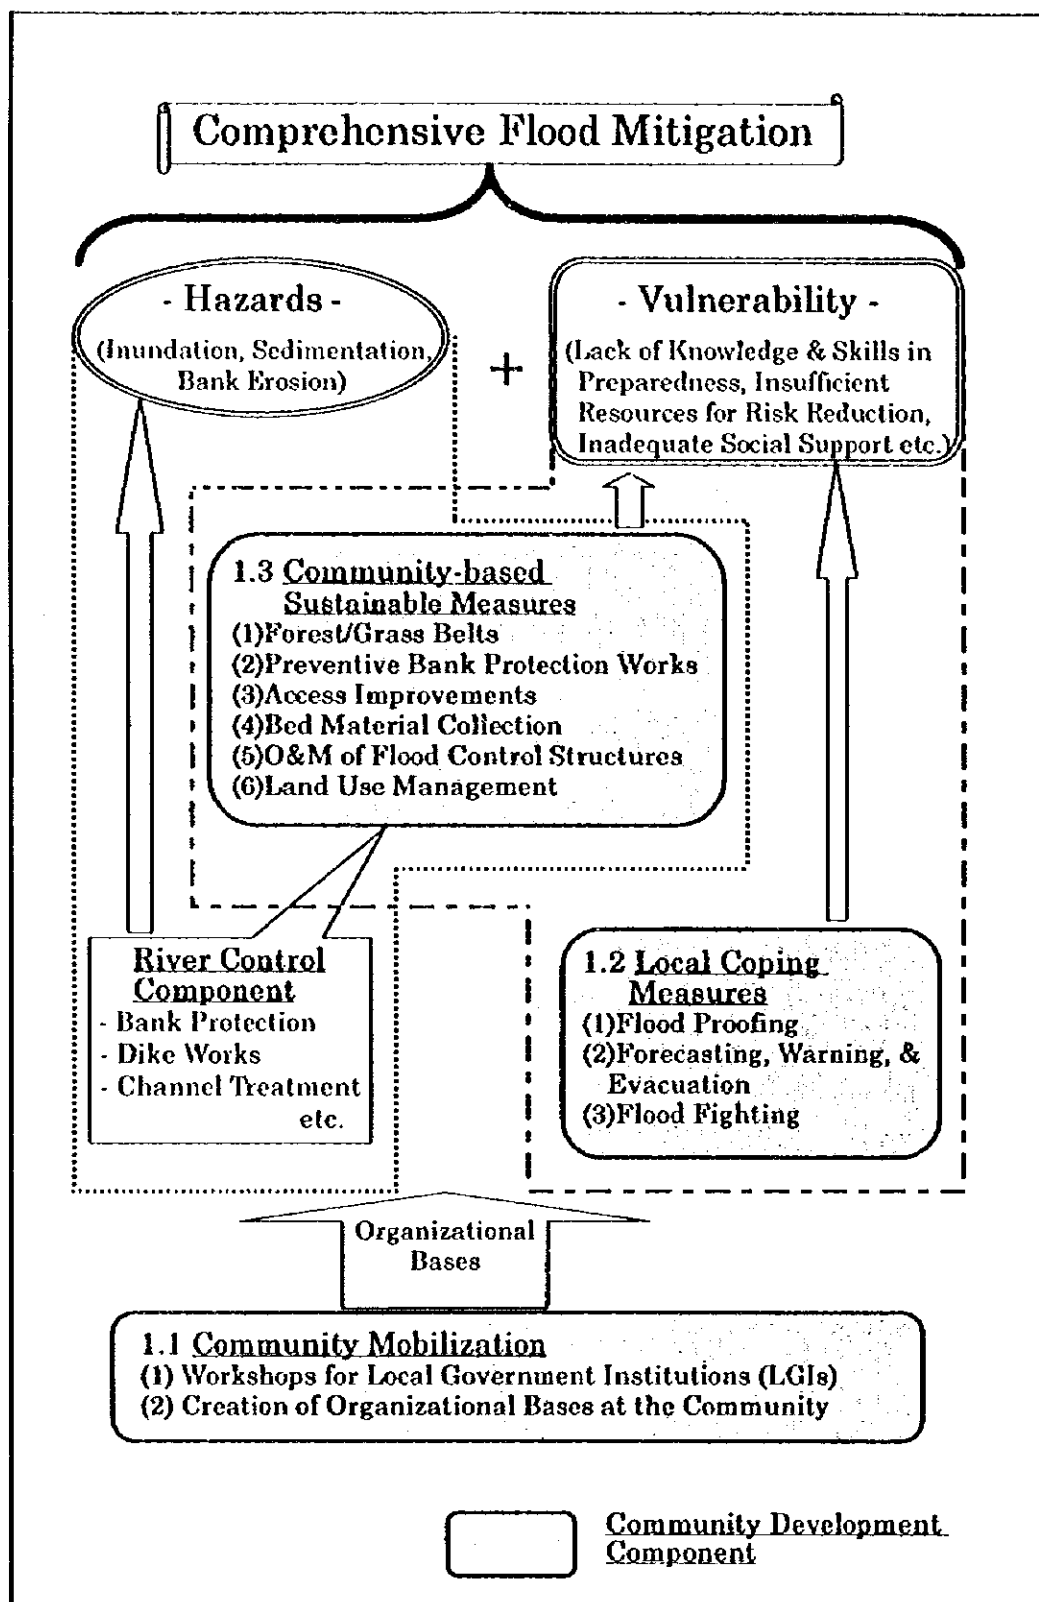 Comprehensive Flood Mitigation
- Hazards -
(Inundation, Sedimentation,
Bank Erosion)
+
- Vulnerability -
(Lack of Knowledge & Skills in
Preparedness, Insufficient
Resources for Risk Reduction,
Inadequate Social Support etc.)
1.3 Community-based
Sustainable Measures
(1)Forest/Grass Belts
(2)Preventive Bank Protection Works
(3)Access Improvements
(4)Bed Material Collection
(5)O&M of Flood Control Structures
(6)Land Use Management
River Control
Component
- Bank Protection
- Dike Works
- Channel Treatment
etc.
1.2 Local Coping
Measures
(1)Flood Proofing
(2)Forecasting, Warning, &
Evacuation
(3)Flood Fighting
Organizational
Bases
1.1 Community Mobilization
(1) Workshops for Local Government Institutions (LGIs)
(2) Creation of Organizational Bases at the Community
Community Development
Component